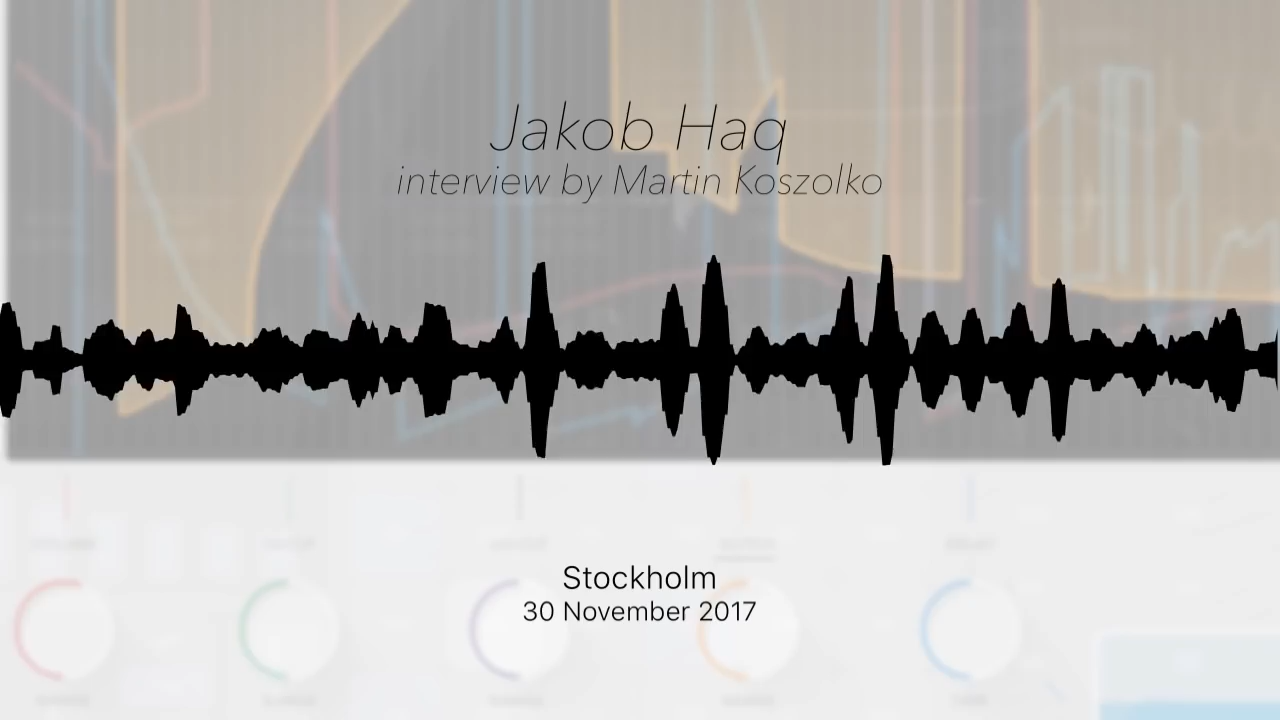 Jakob Haq
interview by Martin Koszolko
Stockholm
30 November 2017